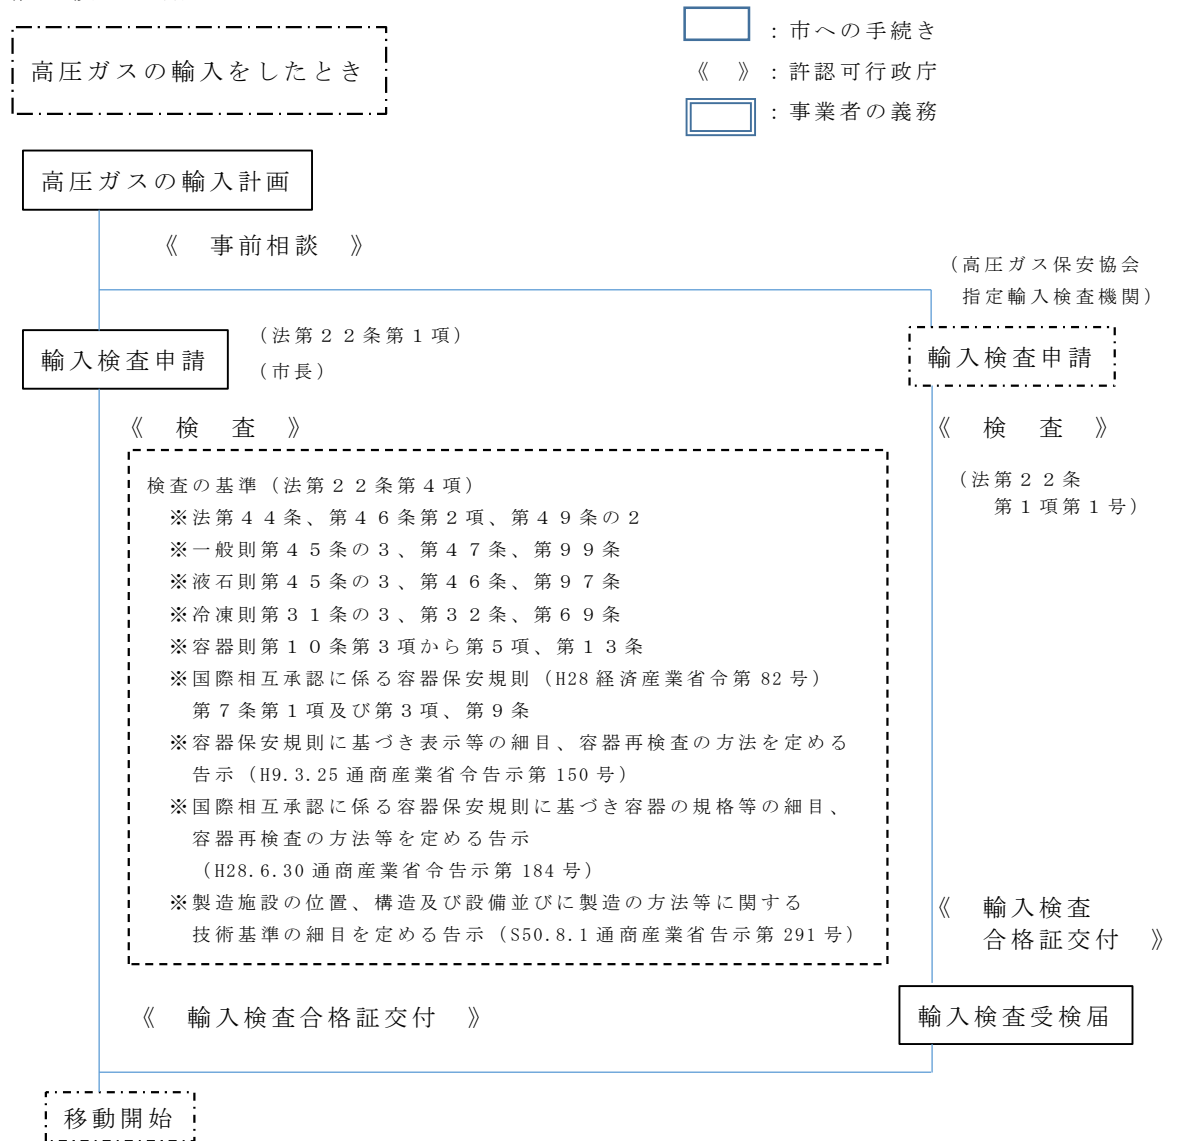 ：市への手続き
高圧ガスの輸入をしたとき
《　》：許認可行政庁
：事業者の義務
高圧ガスの輸入計画
《　事前相談　》
（高圧ガス保安協会
指定輸入検査機関）
輸入検査申請
（法第２２条第１項）
（市長）
輸入検査申請
《　検　査　》
《　検　査　》
（法第２２条
第１項第１号）
検査の基準（法第２２条第４項）
※法第４４条、第４６条第２項、第４９条の２
※一般則第４５条の３、第４７条、第９９条
※液石則第４５条の３、第４６条、第９７条
※冷凍則第３１条の３、第３２条、第６９条
※容器則第１０条第３項から第５項、第１３条
※国際相互承認に係る容器保安規則（H28 経済産業省令第 82 号）
第７条第１項及び第３項、第９条
※容器保安規則に基づき表示等の細目、容器再検査の方法を定める
告示（H9.3.25 通商産業省令告示第 150 号）
※国際相互承認に係る容器保安規則に基づき容器の規格等の細目、
容器再検査の方法等を定める告示
（H28.6.30 通商産業省令告示第 184 号）
※製造施設の位置、構造及び設備並びに製造の方法等に関する
技術基準の細目を定める告示（S50.8.1 通商産業省告示第 291 号）
《　輸入検査
合格証交付　》
《　輸入検査合格証交付　》
輸入検査受検届
移動開始